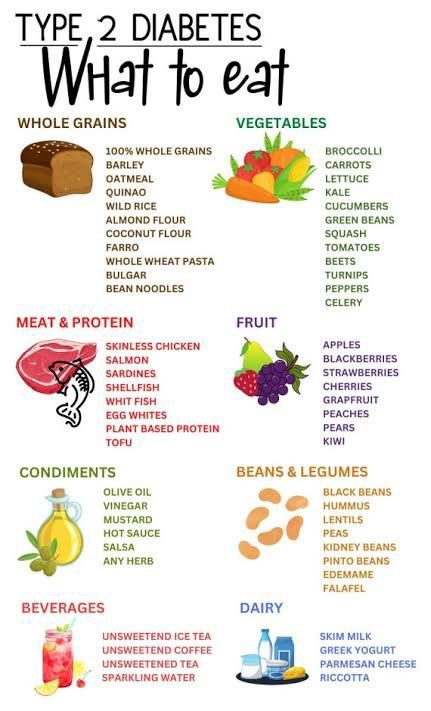 TYPE 2 DIABETES
What to eat
WHOLE GRAINS
100% WHOLE GRAINS
BARLEY
OATMEAL
QUINAO
WILD RICE
ALMOND FLOUR
COCONUT FLOUR
FARRO
WHOLE WHEAT PASTA
BULGAR
BEAN NOODLES
VEGETABLES
BROCCOLLI
CARROTS
LETTUCE
KALE
CUCUMBERS
GREEN BEANS
SQUASH
TOMATOES
BEETS
TURNIPS
PEPPERS
CELERY
MEAT & PROTEIN
SKINLESS CHICKEN
SALMON
SARDINES
SHELLFISH
WHIT FISH
EGG WHITES
PLANT BASED PROTEIN
TOFU
FRUIT
APPLES
BLACKBERRIES
STRAWBERRIES
CHERRIES
GRAPFRUIT
PEACHES
PEARS
KIWI
CONDIMENTS
OLIVE OIL
VINEGAR
MUSTARD
HOT SAUCE
SALSA
ANY HERB
BEANS & LEGUMES
BLACK BEANS
HUMMUS
LENTILS
PEAS
KIDNEY BEANS
PINTO BEANS
EDEMAME
FALAFEL
BEVERAGES
UNSWEETEND ICE TEA
UNSWEETEND COFFEE
UNSWEETENED TEA
SPARKLING WATER
DAIRY
SKIM MILK
GREEK YOGURT
PARMESAN CHEESE
RICCOTTA